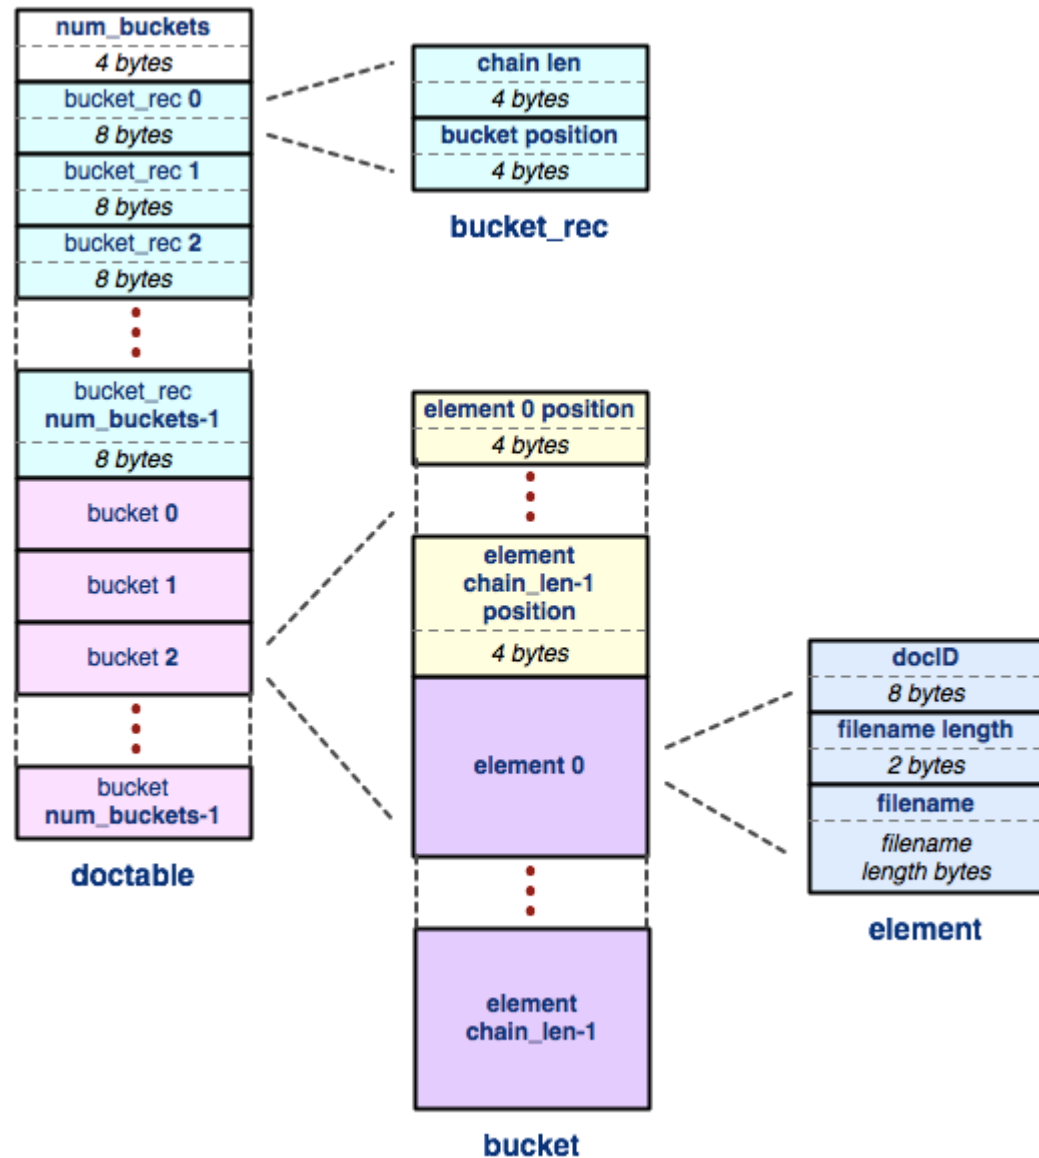 num_buckets
4 bytes
bucket_rec 0
8 bytes
bucket_rec 1
8 bytes
bucket_rec 2
8 bytes
bucket_rec
num_buckets-1
8 bytes
bucket 0
bucket 1
bucket 2
bucket
num_buckets-1
doctable
chain len
4 bytes
bucket position
4 bytes
bucket_rec
element 0 position
4 bytes
element
chain_len-1
position
4 bytes
element 0
element
chain_len-1
bucket
docID
8 bytes
filename length
2 bytes
filename
filename
length bytes
element